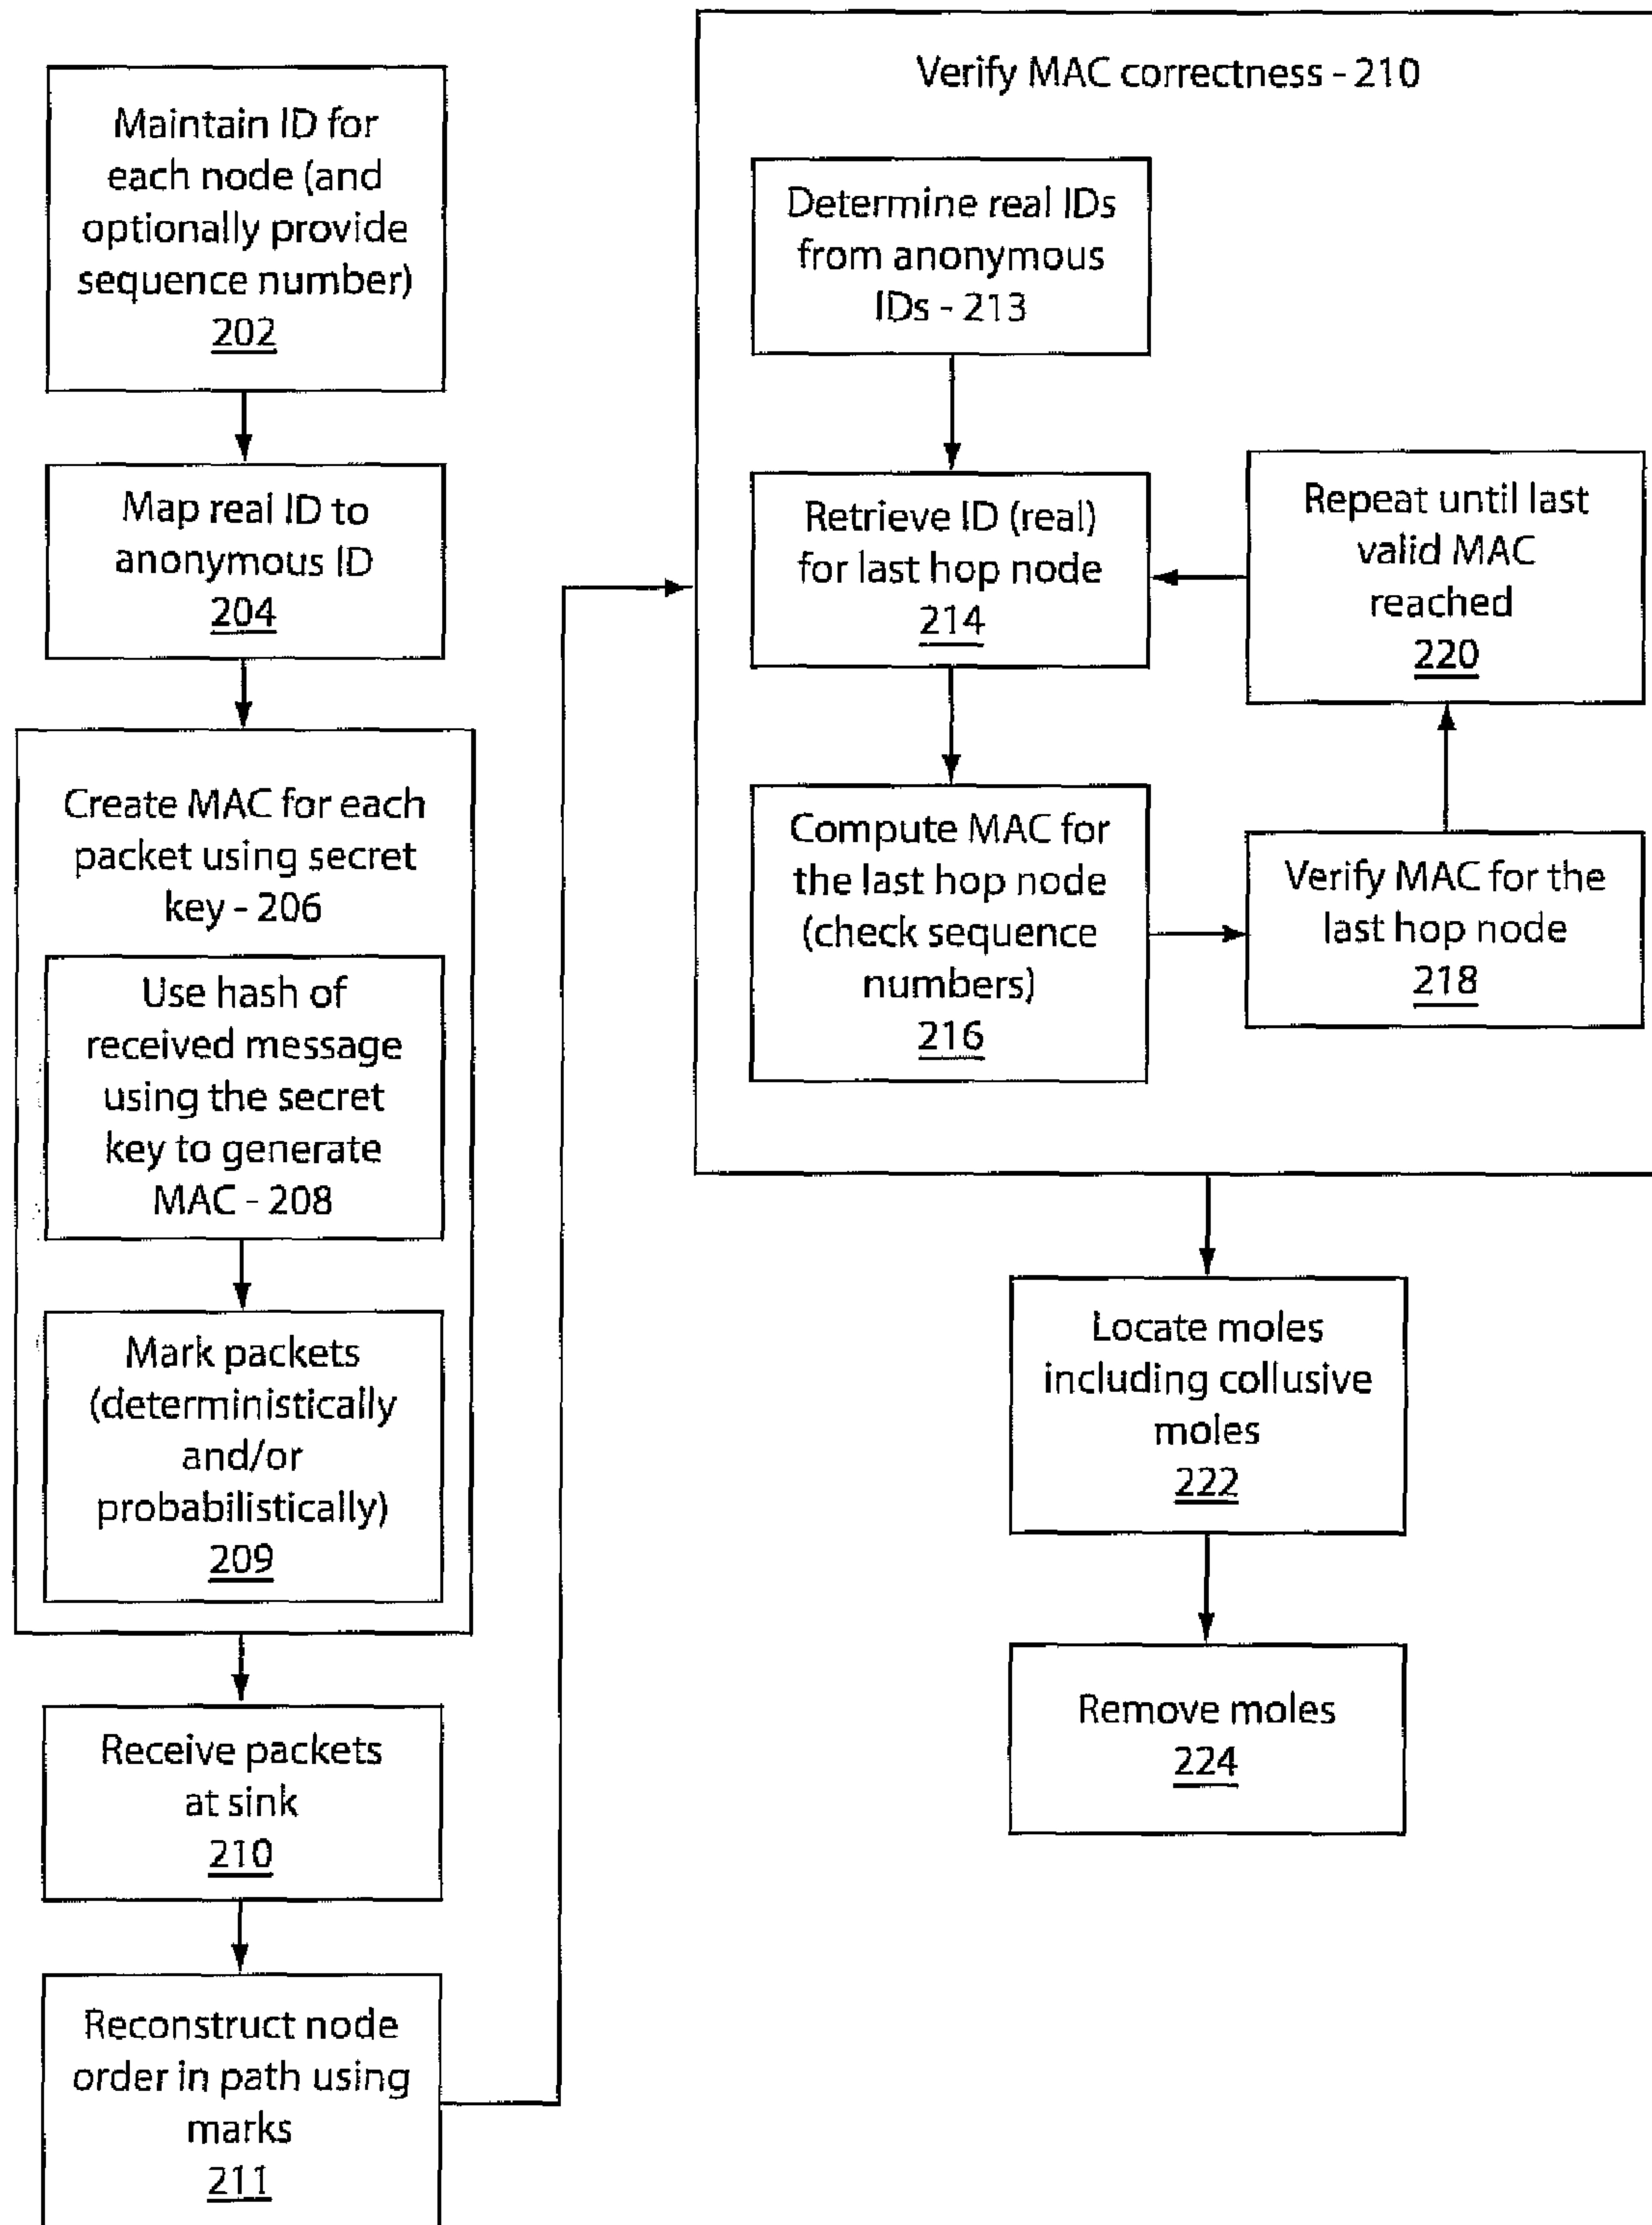 Maintain ID for
each node (and
optionally provide
sequence number)
202
Map real ID to
anonymous ID
204
Create MAC for each
packet using secret
key - 206
Use hash of
received message
using the secret
key to generate
MAC - 208
Mark packets
(deterministically
and/or
probabilistically)
209
Receive packets
at sink
210
Reconstruct node
order in path using
marks
211
Verify MAC correctness - 210
Determine real IDs
from anonymous
IDs - 213
Retrieve ID (real)
for last hop node
214
Compute MAC for
the last hop node
(check sequence
numbers)
216
Verify MAC for the
last hop node
218
Repeat until last
valid MAC
reached
220
Locate moles
including collusive
moles
222
Remove moles
224